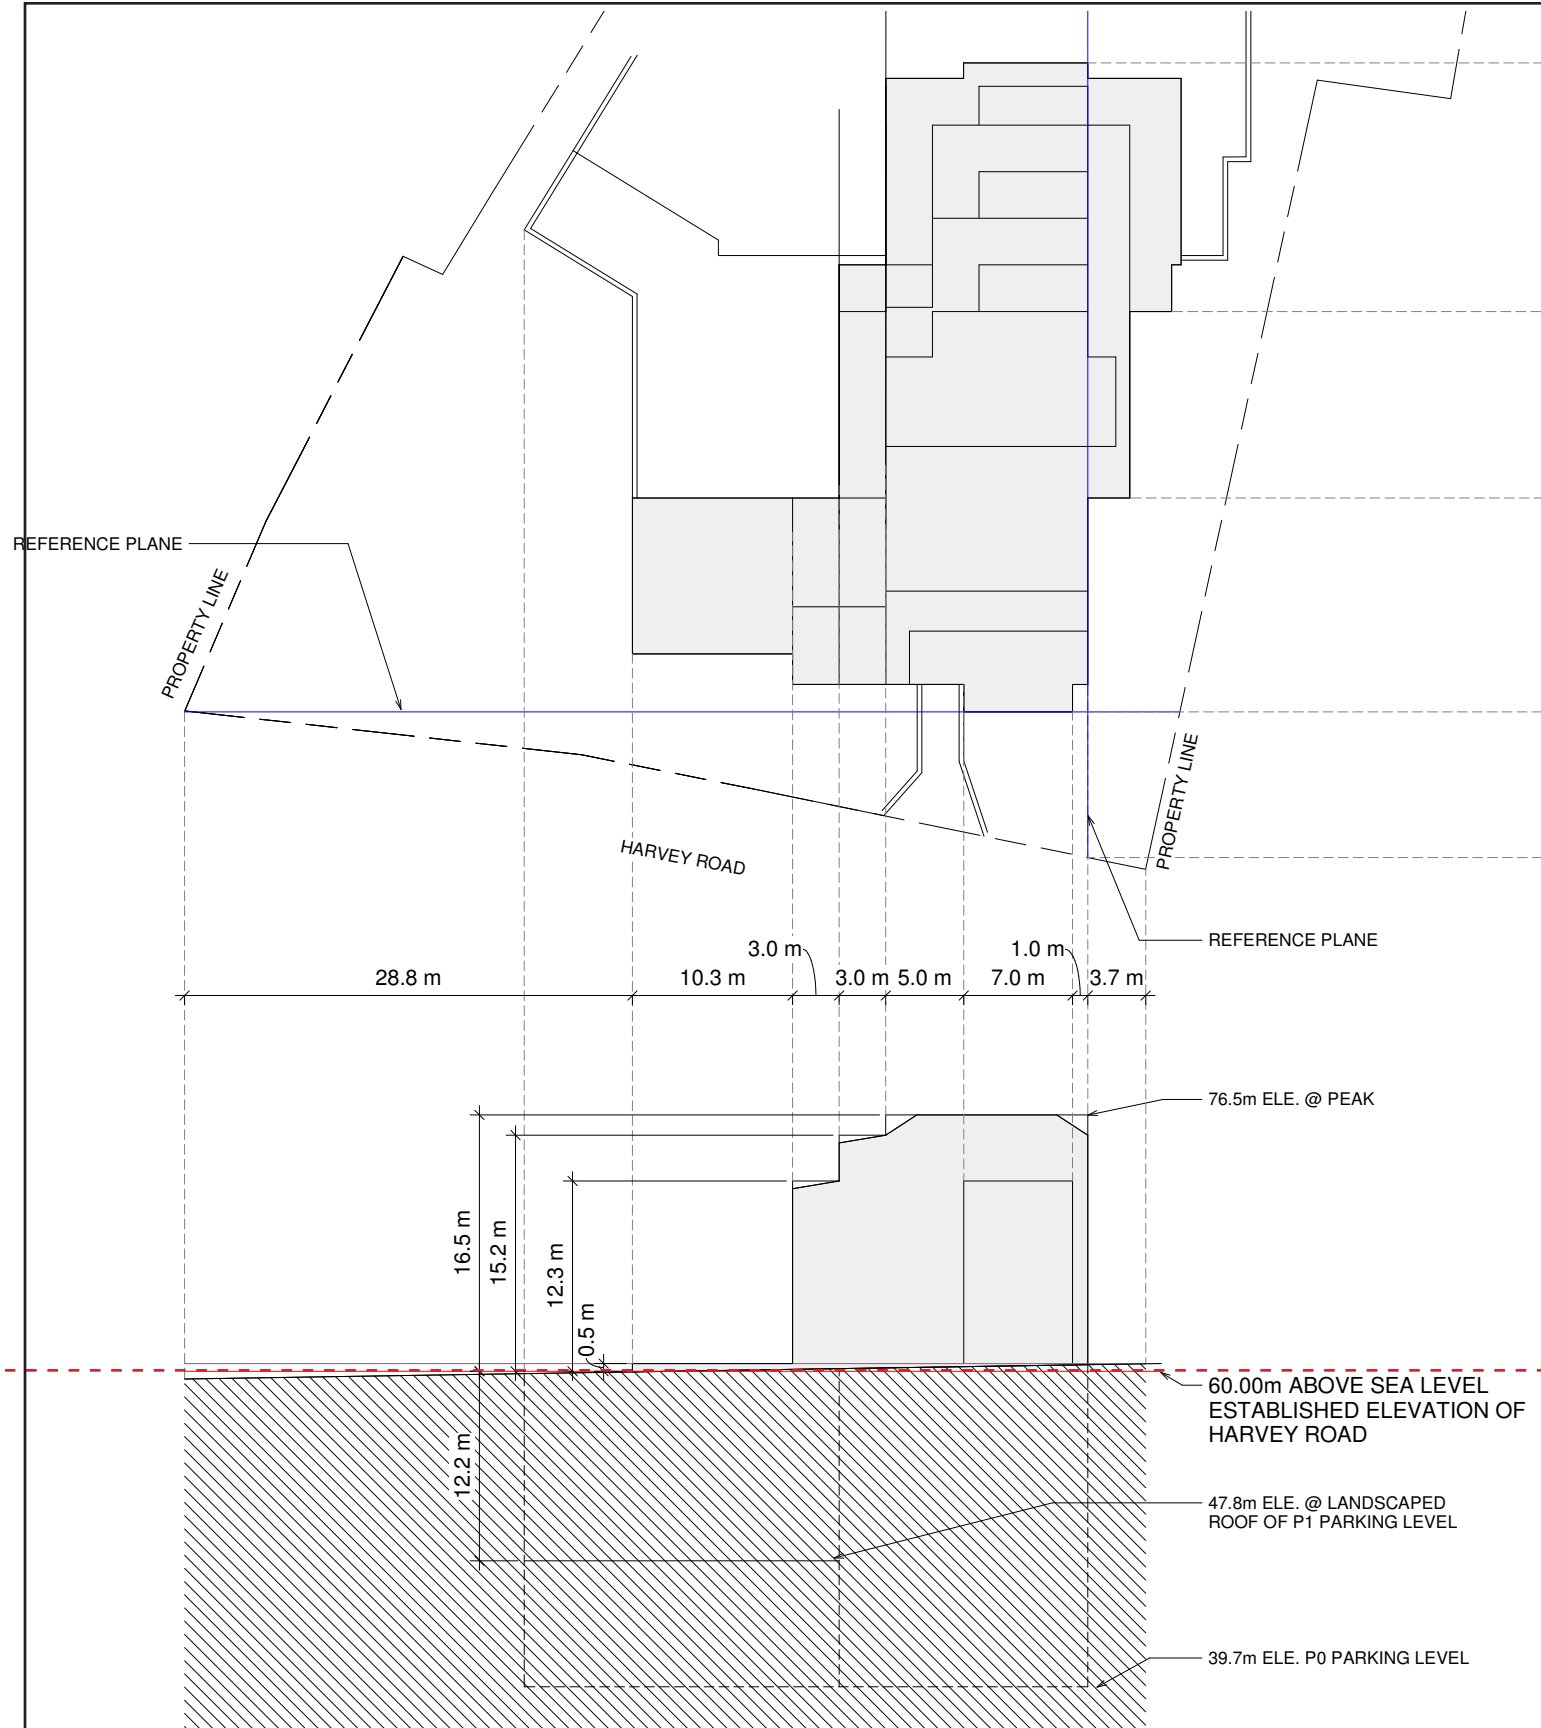 REFERENCE PLANE
PROPERTY LINE
PROPERTY LINE
HARVEY ROAD
REFERENCE PLANE
3.0 m
1.0 m
28.8 m
10.3 m
3.0 m
5.0 m
7.0 m
3.7 m
76.5m ELE. @ PEAK
16.5 m
15.2 m
12.3 m
0.5 m
60.00m ABOVE SEA LEVEL
ESTABLISHED ELEVATION OF
HARVEY ROAD
12.2 m
47.8m ELE. @ LANDSCAPED
ROOF OF P1 PARKING LEVEL
39.7m ELE. P0 PARKING LEVEL